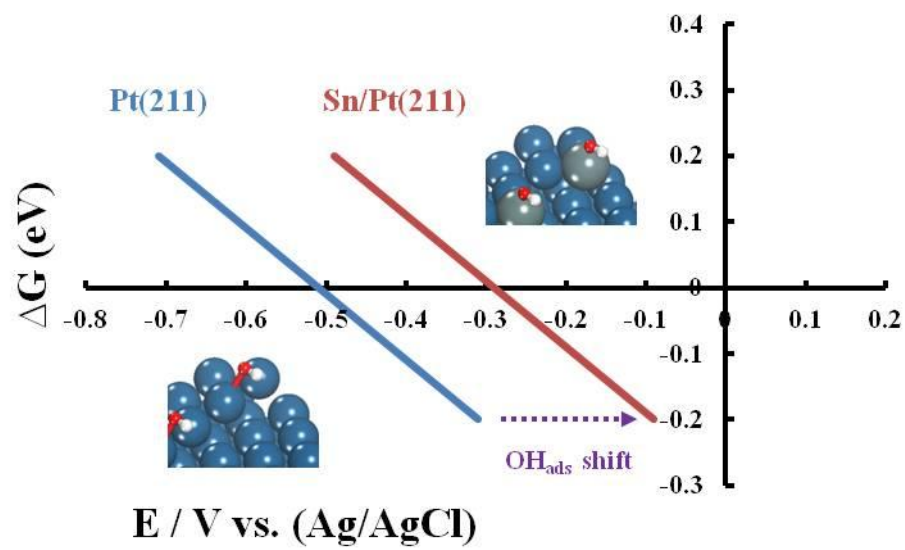 0.4
0.3
Pt(211)
Sn/Pt(211)
0.2
0.1
ΔG (eV)
0
-0.8 -0.7 -0.6 -0.5 -0.4 -0.3 -0.2 -0.1 0 0.1 0.2
-0.1
-0.2
OHads shift
-0.3
E / V vs. (Ag/AgCl)